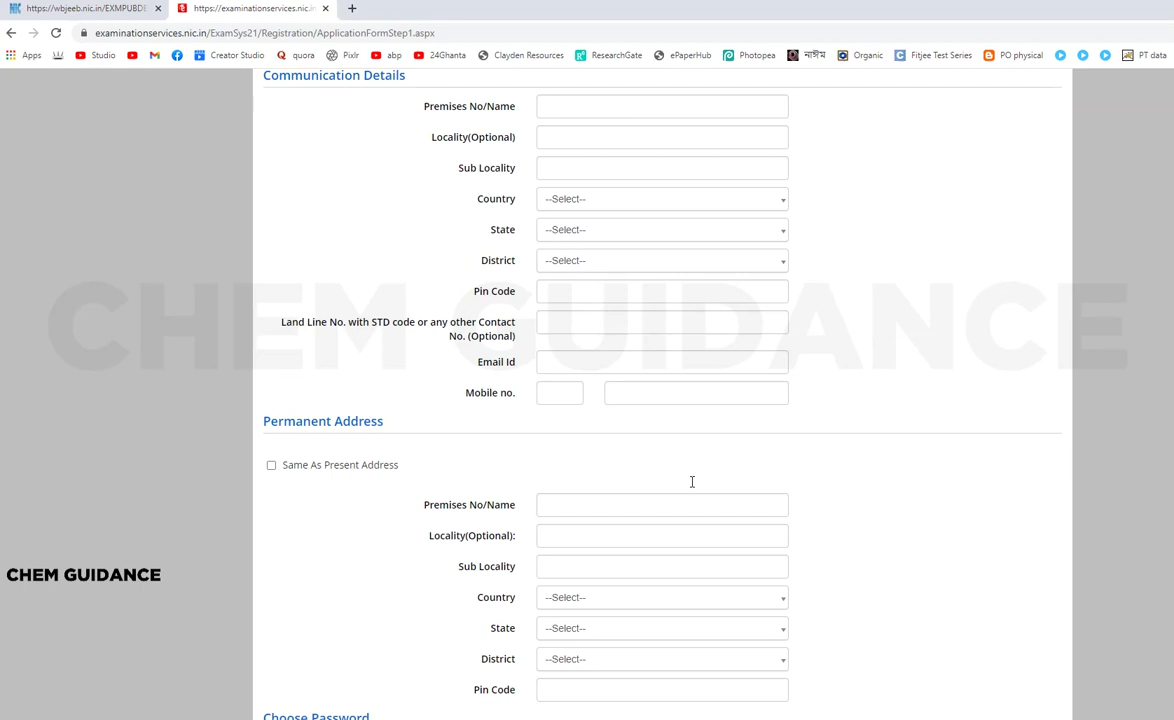 https://wbjeeb.nic.in/EXMPUBDE
https://examinationservices.nic.in
examinationservices.nic.in/ExamSys21/Registration/ApplicationFormStep1.aspx
Apps Studio Creator Studio quora Pixlr abp 24Ghanta Clayden Resources ResearchGate ePaperHub Photopea নাঈম Organic Fitjee Test Series PO physical PT data
Communication Details
Premises No/Name
Locality(Optional)
Sub Locality
Country --Select--
State --Select--
District --Select--
Pin Code
CHEM GUIDANCE
Land Line No. with STD code or any other Contact
No. (Optional)
Email Id
Mobile no.
Permanent Address
Same As Present Address
Premises No/Name
Locality(Optional):
Sub Locality
CHEM GUIDANCE
Country --Select--
State --Select--
District --Select--
Pin Code
Choose Password